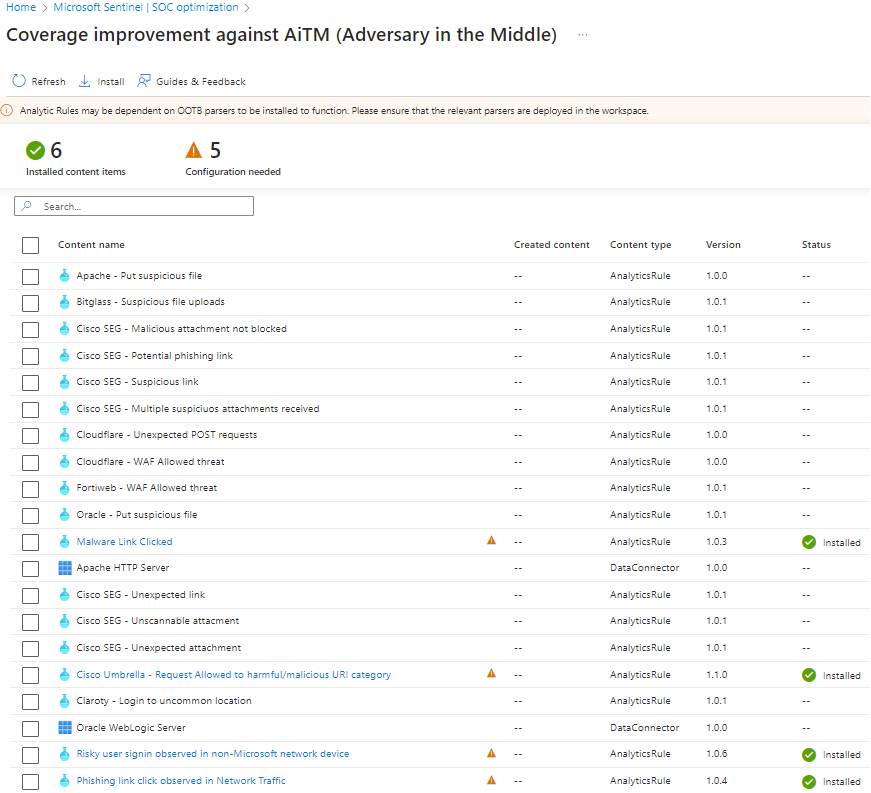 Home > Microsoft Sentinel | SOC optimization >
Coverage improvement against AiTM (Adversary in the Middle) ...
Refresh Install Guides & Feedback
Analytic Rules may be dependent on OOTB parsers to be installed to function. Please ensure that the relevant parsers are deployed in the workspace.
6 5
Installed content items Configuration needed
Search...
Content name Created content Content type Version Status
Apache - Put suspicious file -- AnalyticsRule 1.0.0 --
Bitglass - Suspicious file uploads -- AnalyticsRule 1.0.1 --
Cisco SEG - Malicious attachment not blocked -- AnalyticsRule 1.0.1 --
Cisco SEG - Potential phishing link -- AnalyticsRule 1.0.1 --
Cisco SEG - Suspicious link -- AnalyticsRule 1.0.1 --
Cisco SEG - Multiple suspiciuos attachments received -- AnalyticsRule 1.0.1 --
Cloudflare - Unexpected POST requests -- AnalyticsRule 1.0.0 --
Cloudflare - WAF Allowed threat -- AnalyticsRule 1.0.0 --
Fortiweb - WAF Allowed threat -- AnalyticsRule 1.0.1 --
Oracle - Put suspicious file -- AnalyticsRule 1.0.1 --
Malware Link Clicked -- AnalyticsRule 1.0.3 Installed
Apache HTTP Server -- DataConnector 1.0.0 --
Cisco SEG - Unexpected link -- AnalyticsRule 1.0.1 --
Cisco SEG - Unscannable attacment -- AnalyticsRule 1.0.1 --
Cisco SEG - Unexpected attachment -- AnalyticsRule 1.0.1 --
Cisco Umbrella - Request Allowed to harmful/malicious URI category -- AnalyticsRule 1.1.0 Installed
Claroty - Login to uncommon location -- AnalyticsRule 1.0.1 --
Oracle WebLogic Server -- DataConnector 1.0.0 --
Risky user signin observed in non-Microsoft network device -- AnalyticsRule 1.0.6 Installed
Phishing link click observed in Network Traffic -- AnalyticsRule 1.0.4 Installed